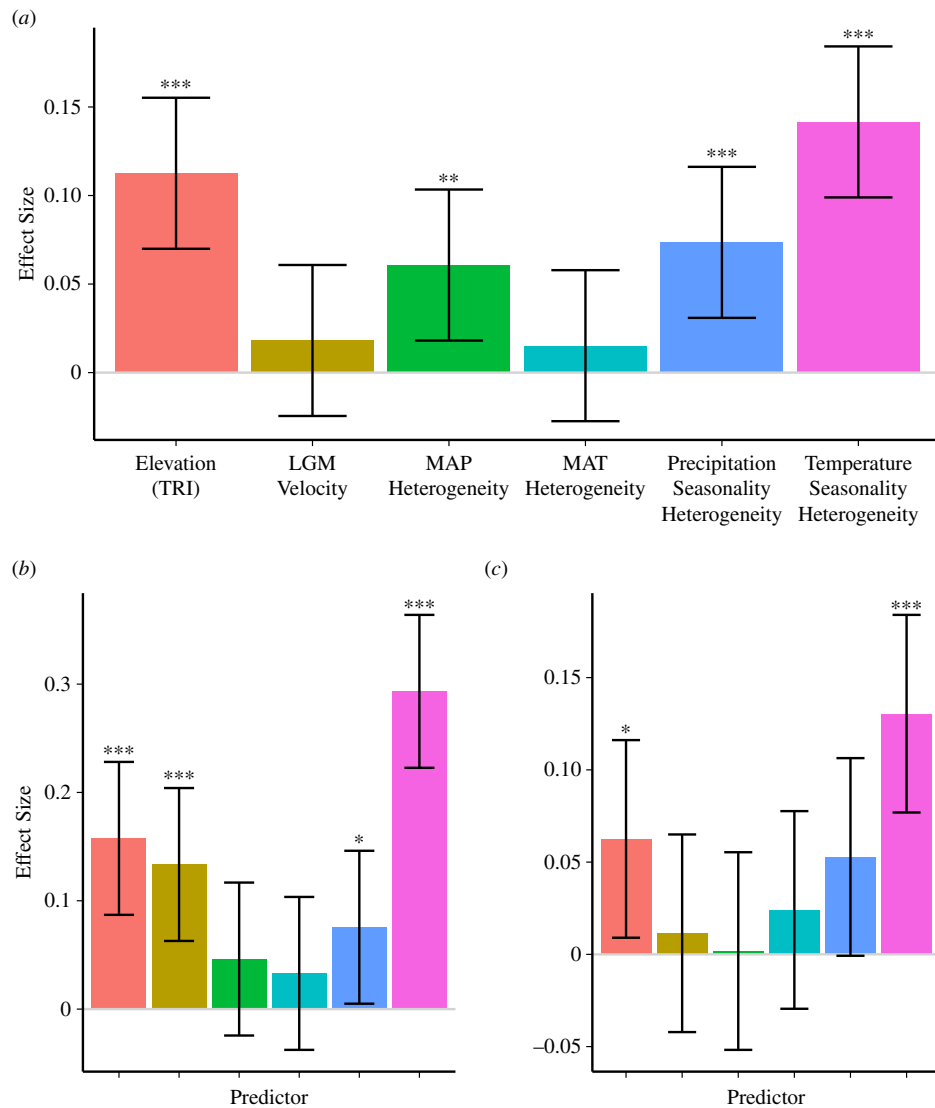 (a)
***
***
0.15
***
**
0.10
Effect Size
0.05
0
Elevation
(TRI)
LGM
Velocity
MAP
Heterogeneity
MAT
Heterogeneity
Precipitation
Seasonality
Heterogeneity
Temperature
Seasonality
Heterogeneity
(b)
***
0.3
***
***
0.2
Effect Size
*
0.1
0
Predictor
(c)
***
0.15
*
0.10
0.05
0
–0.05
Predictor